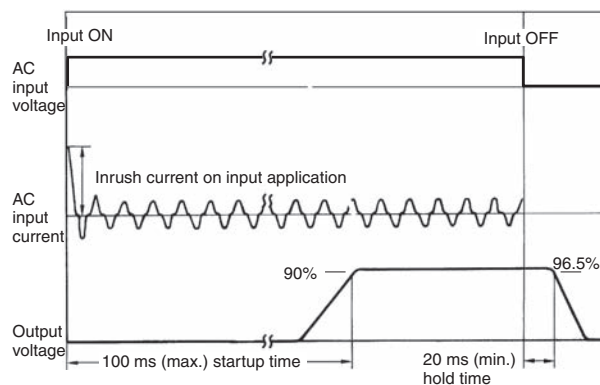 Input ON
Input OFF
AC
input
voltage
Inrush current on input application
AC
input
current
90%
96.5%
Output
voltage
100 ms (max.) startup time
20 ms (min.)
hold time